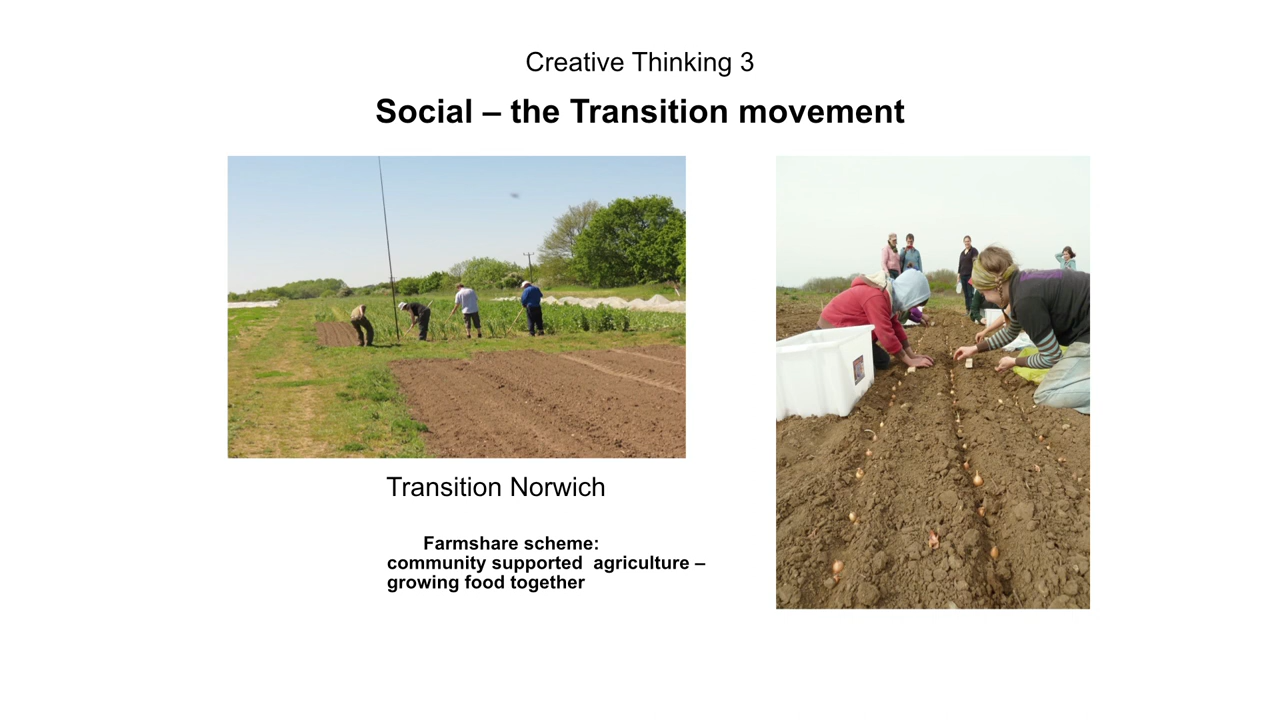 Creative Thinking 3
Social – the Transition movement
Transition Norwich
Farmshare scheme:
community supported  agriculture –
growing food together